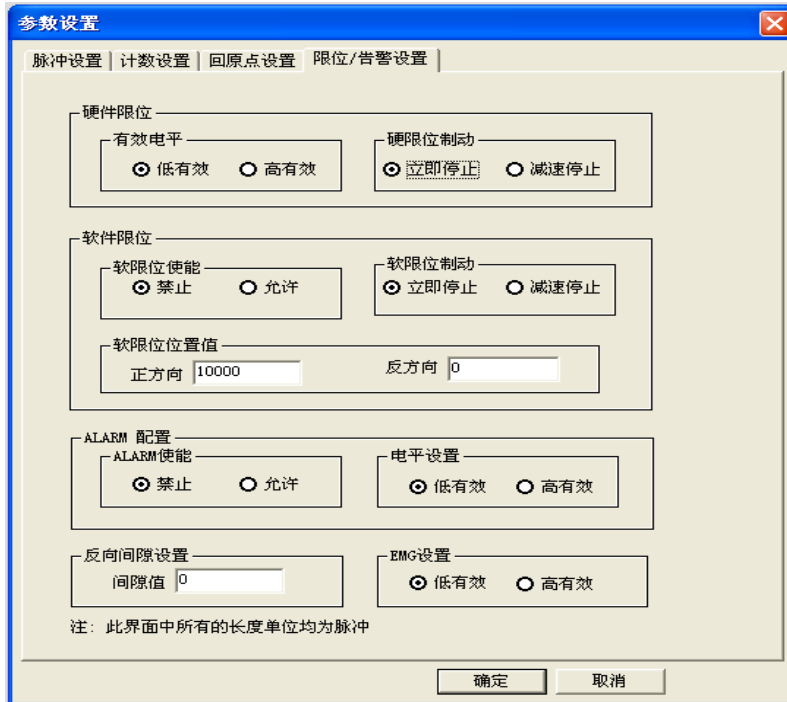 参数设置
脉冲设置 计数设置 回原点设置 限位/告警设置
硬件限位
有效电平 硬限位制动
低有效 高有效 立即停止 减速停止
软件限位
软限位使能 软限位制动
禁止 允许 立即停止 减速停止
软限位位置值
正方向 10000 反方向 0
ALARM 配置
ALARM使能 电平设置
禁止 允许 低有效 高有效
反向间隙设置 EMG设置
间隙值 0 低有效 高有效
注: 此界面中所有的长度单位均为脉冲
确定 取消